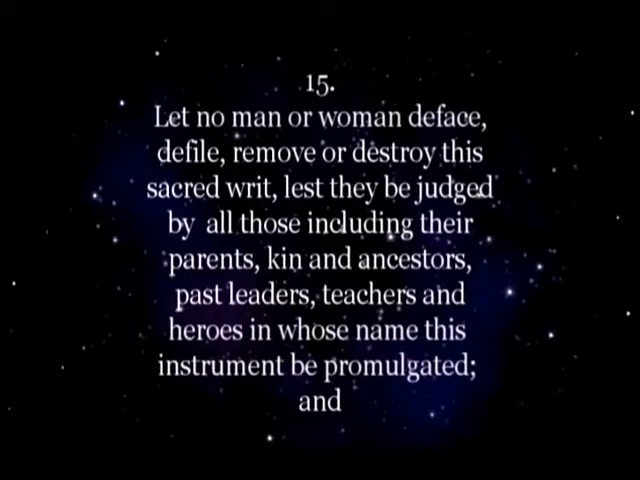 15.
Let no man or woman deface,
defile, remove or destroy this
sacred writ, lest they be judged
by all those including their
parents, kin and ancestors,
past leaders, teachers and
heroes in whose name this
instrument be promulgated;
and